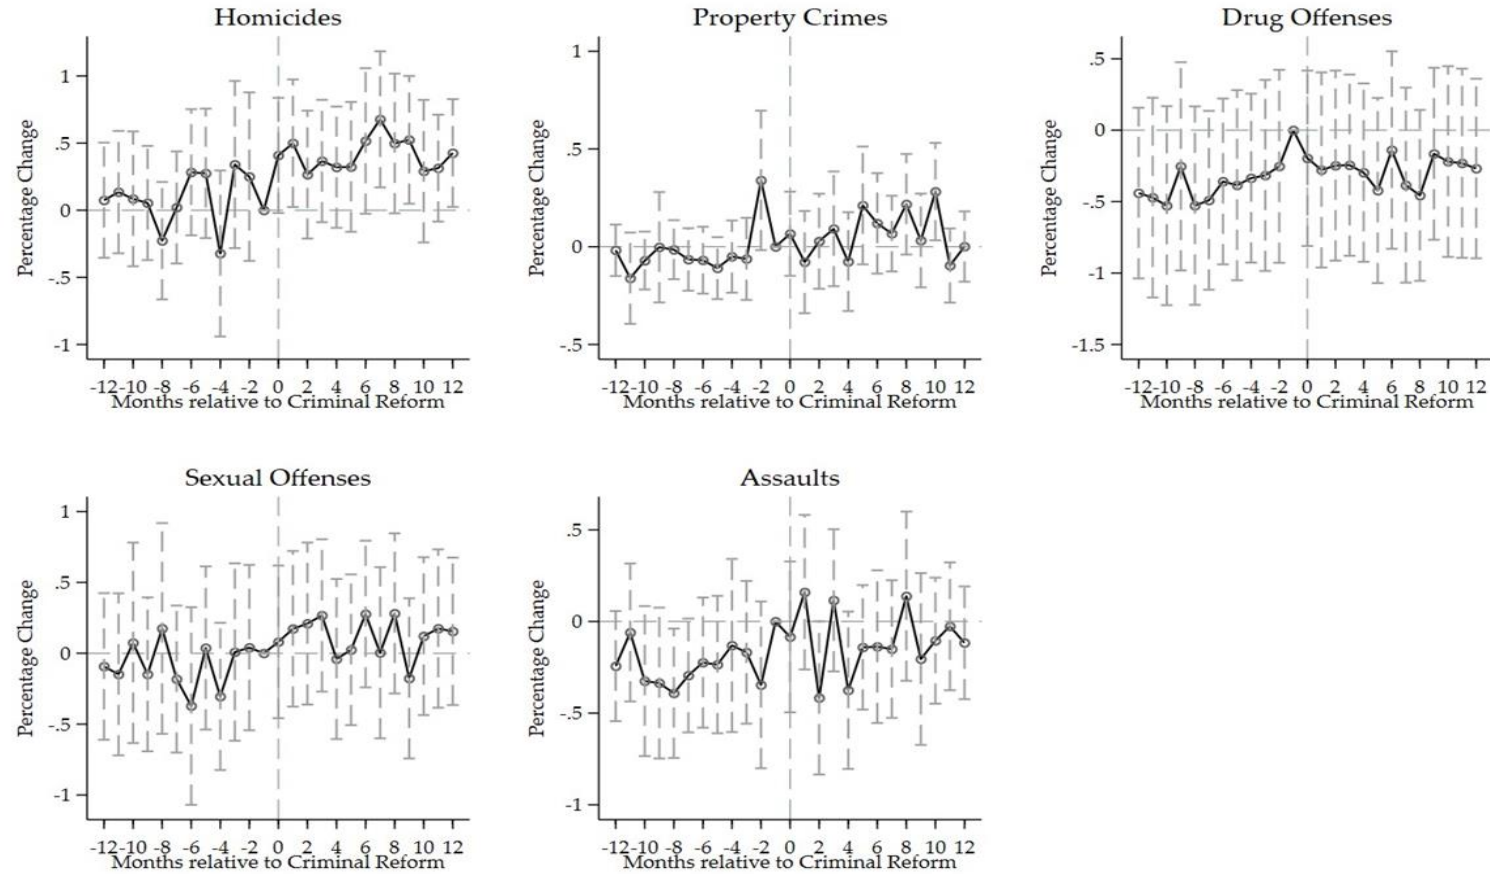 Homicides
Percentage Change
1
.5
0
-.5
-1
-12-10 -8 -6 -4 -2 0 2 4 6 8 10 12
Months relative to Criminal Reform
Property Crimes
Percentage Change
1
.5
0
-.5
-12-10 -8 -6 -4 -2 0 2 4 6 8 10 12
Months relative to Criminal Reform
Drug Offenses
Percentage Change
.5
0
-.5
-1
-1.5
-12-10 -8 -6 -4 -2 0 2 4 6 8 10 12
Months relative to Criminal Reform
Sexual Offenses
Percentage Change
1
.5
0
-.5
-1
-12-10 -8 -6 -4 -2 0 2 4 6 8 10 12
Months relative to Criminal Reform
Assaults
Percentage Change
.5
0
-.5
-1
-12-10 -8 -6 -4 -2 0 2 4 6 8 10 12
Months relative to Criminal Reform